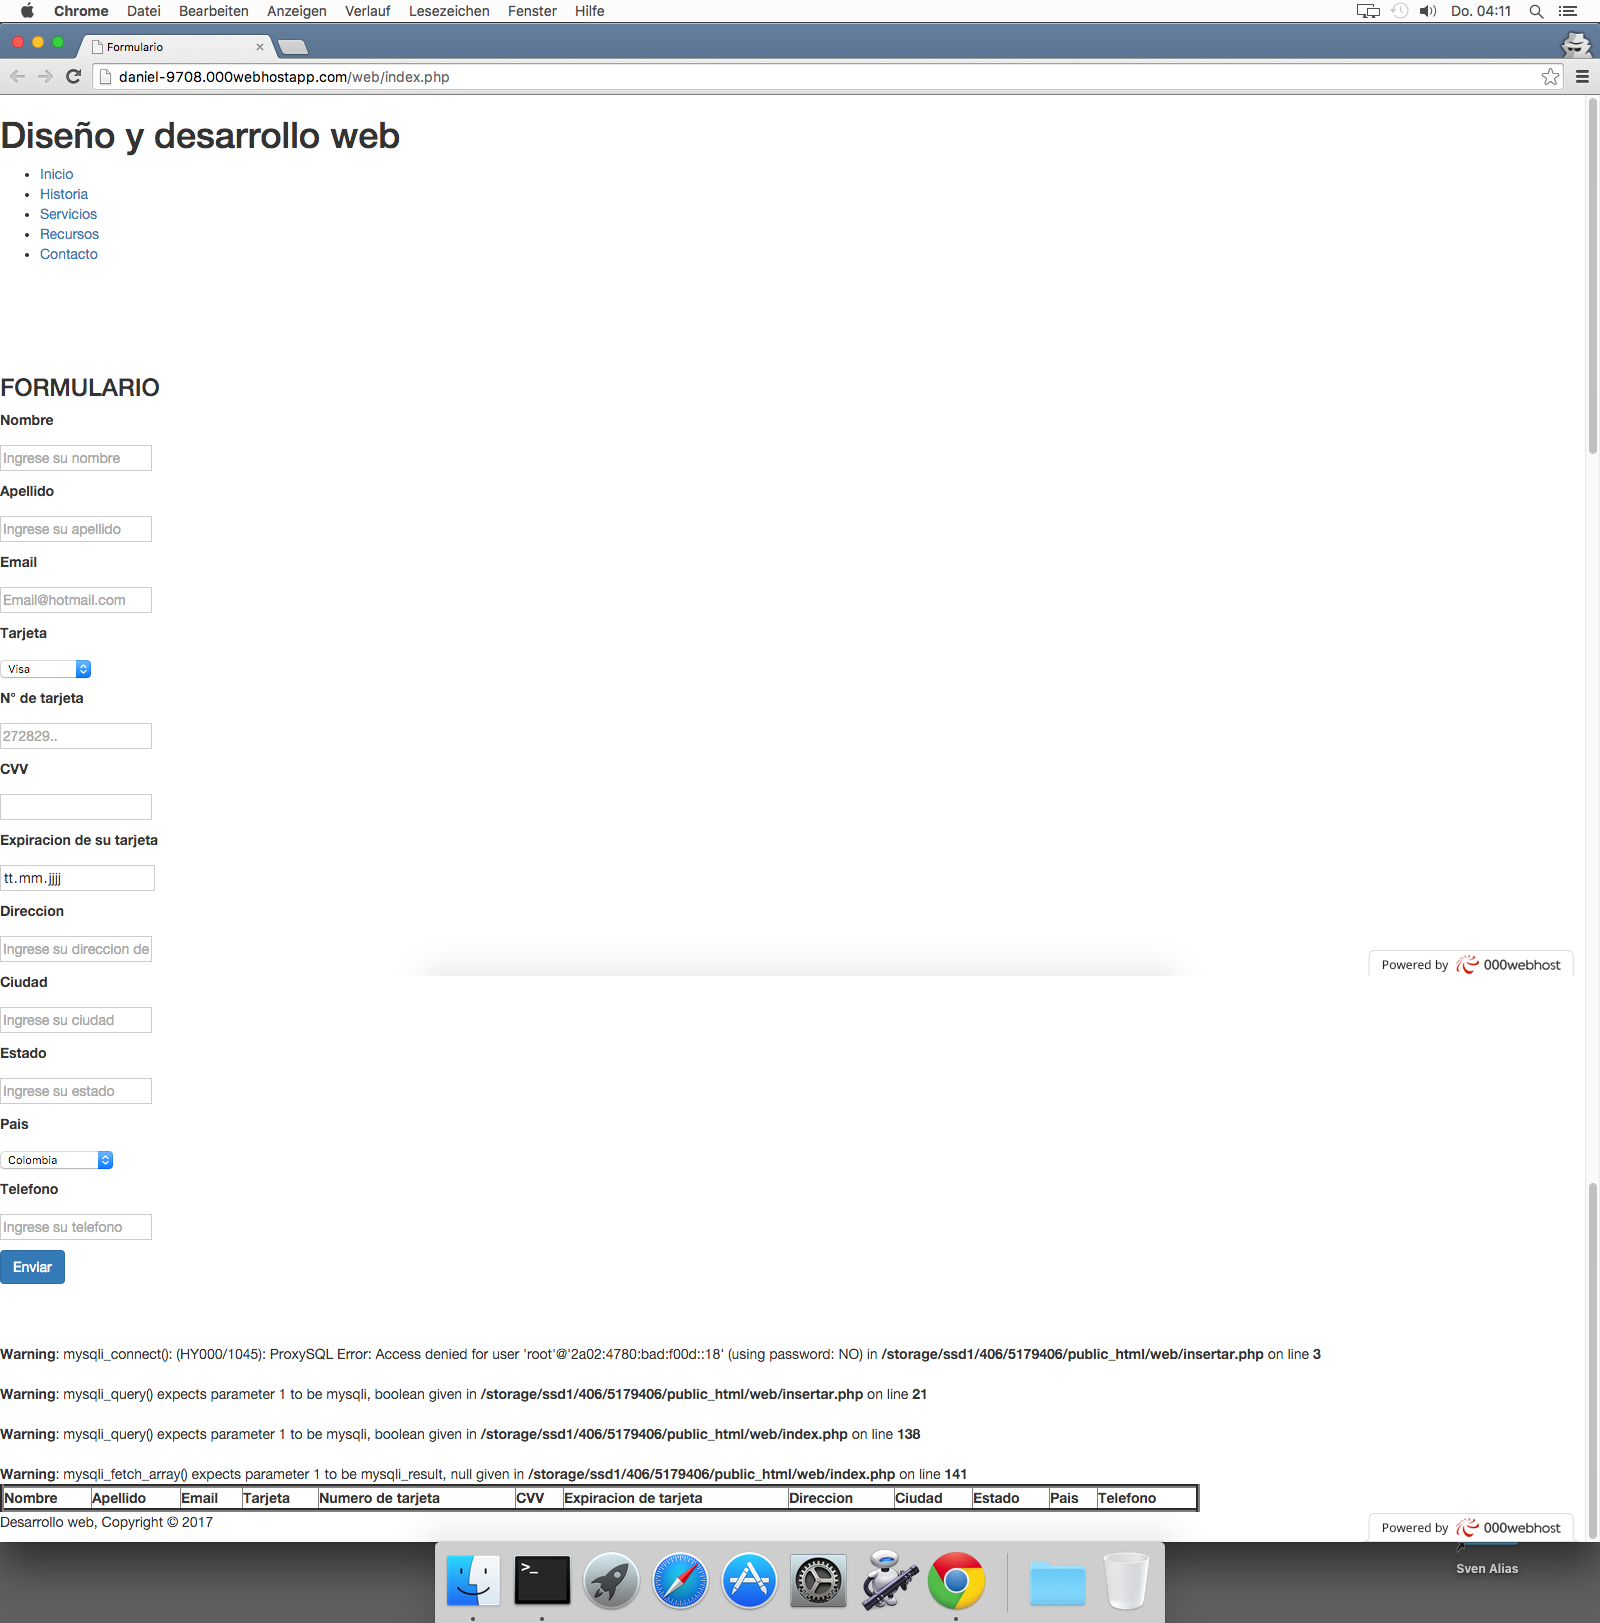 Chrome Datei Bearbeiten Anzeigen Verlauf Lesezeichen Fenster Hilfe Do. 04:11
Formulario
daniel-9708.000webhostapp.com/web/index.php
Diseño y desarrollo web
Inicio
Historia
Servicios
Recursos
Contacto
FORMULARIO
Nombre
Ingrese su nombre
Apellido
Ingrese su apellido
Email
Email@hotmail.com
Tarjeta
Visa
N° de tarjeta
272829..
CVV
Expiracion de su tarjeta
tt.mm.jjjj
Direccion
Ingrese su direccion de
Powered by 000webhost
Ciudad
Ingrese su ciudad
Estado
Ingrese su estado
Pais
Colombia
Telefono
Ingrese su telefono
Enviar
Warning: mysqli_connect(): (HY000/1045): ProxySQL Error: Access denied for user 'root'@'2a02:4780:bad:f00d::18' (using password: NO) in /storage/ssd1/406/5179406/public_html/web/insertar.php on line 3
Warning: mysqli_query() expects parameter 1 to be mysqli, boolean given in /storage/ssd1/406/5179406/public_html/web/insertar.php on line 21
Warning: mysqli_query() expects parameter 1 to be mysqli, boolean given in /storage/ssd1/406/5179406/public_html/web/index.php on line 138
Warning: mysqli_fetch_array() expects parameter 1 to be mysqli_result, null given in /storage/ssd1/406/5179406/public_html/web/index.php on line 141
Nombre Apellido Email Tarjeta Numero de tarjeta CVV Expiracion de tarjeta Direccion Ciudad Estado Pais Telefono
Desarrollo web, Copyright © 2017
Powered by 000webhost
Sven Alias